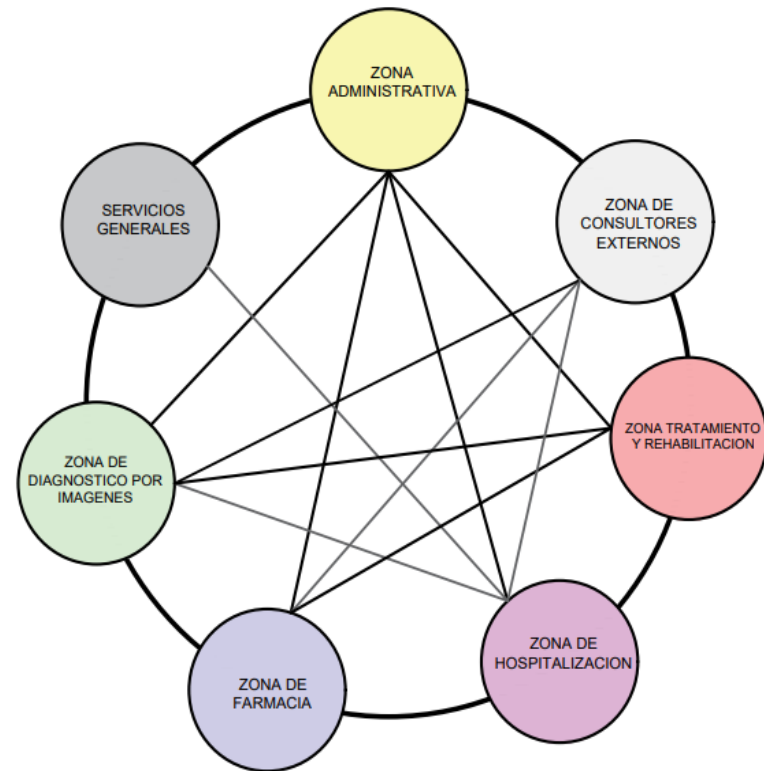 ZONA
ADMINISTRATIVA
SERVICIOS
GENERALES
ZONA DE
CONSULTORES
EXTERNOS
ZONA TRATAMIENTO
Y REHABILITACION
ZONA DE
DIAGNOSTICO POR
IMAGENES
ZONA DE
HOSPITALIZACION
ZONA DE
FARMACIA